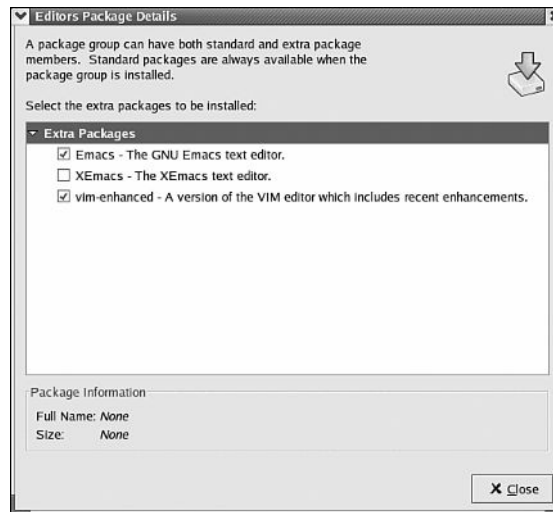 Editors Package Details
A package group can have both standard and extra package
members. Standard packages are always available when the
package group is installed.
Select the extra packages to be installed:
Extra Packages
Emacs - The GNU Emacs text editor.
XEmacs - The XEmacs text editor.
vim-enhanced - A version of the VIM editor which includes recent enhancements.
Package Information
Full Name: None
Size: None
Close